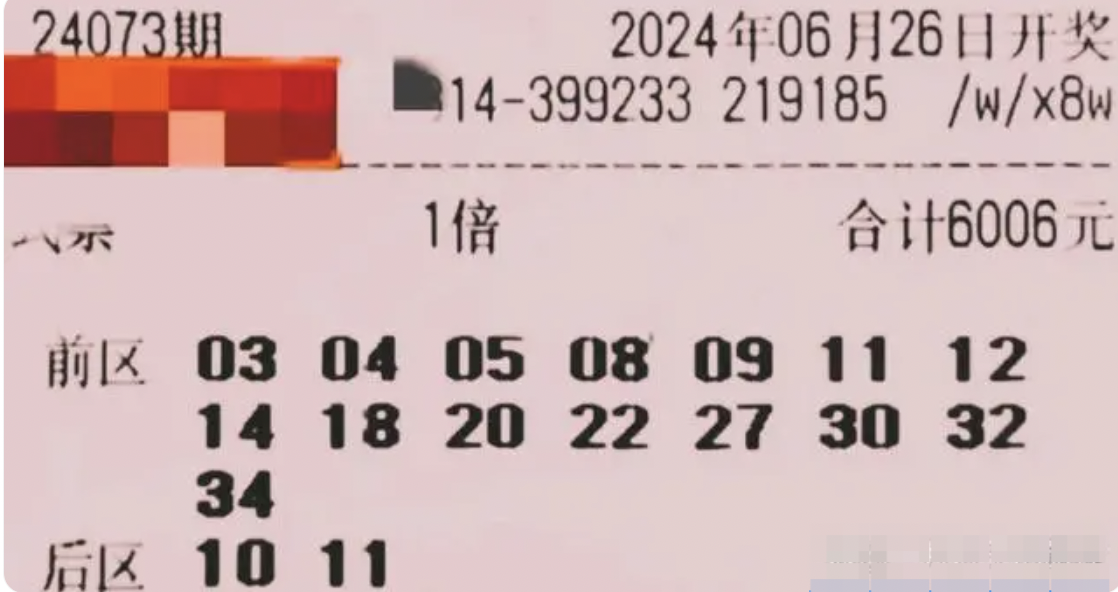 24073期 2024年06月26日开奖
14-399233 219185 /w/x8w
票 1倍 合计6006元
前区 03 04 05 08 09 11 12
14 18 20 22 27 30 32
34
后区 10 11